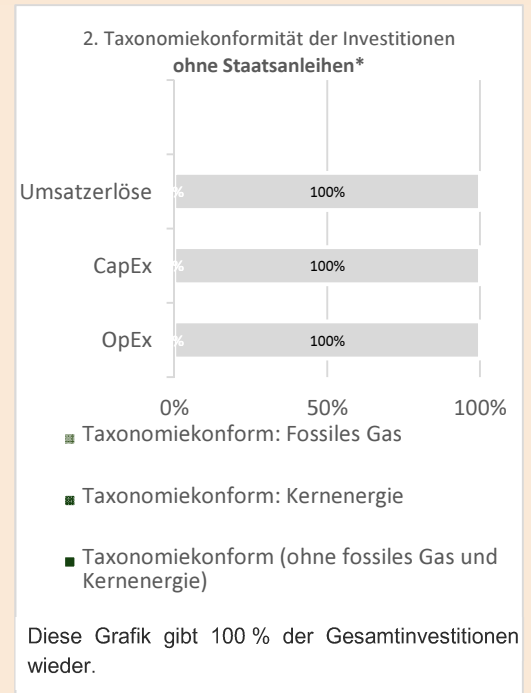 2. Taxonomiekonformität der Investitionen
ohne Staatsanleihen*
Umsatzerlöse
%
100%
CapEx
%
100%
OpEx
%
100%
0%
50%
100%
Taxonomiekonform: Fossiles Gas
Taxonomiekonform: Kernenergie
Taxonomiekonform (ohne fossiles Gas und
Kernenergie)
Diese Grafik gibt 100 % der Gesamtinvestitionen
wieder.